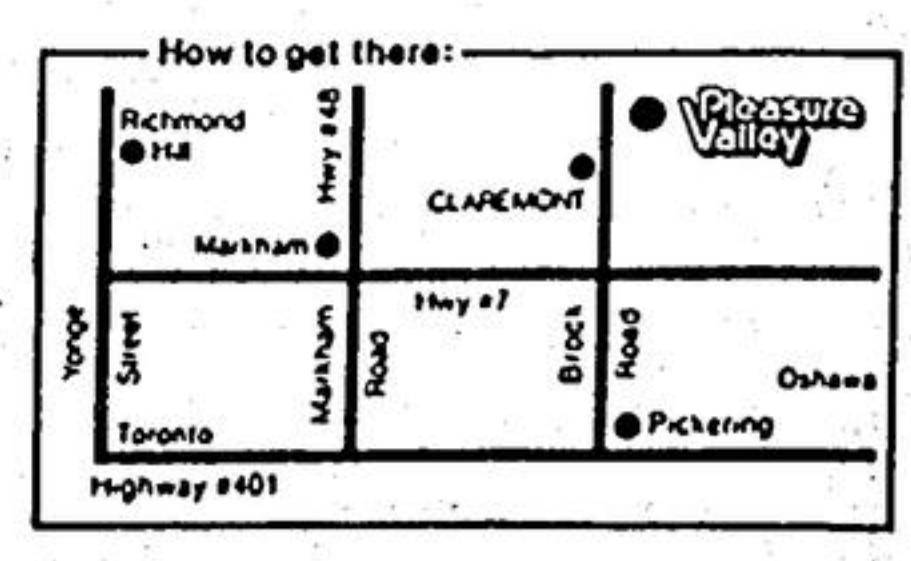 How to get there:
Richmond
Hill
Hwy #48
Pleasure
Valley
CLAREMONT
Markham
Hwy #7
Yonge
Street
Markham
Road
Brock
Road
Oshawa
Toronto
Pickering
Highway #401